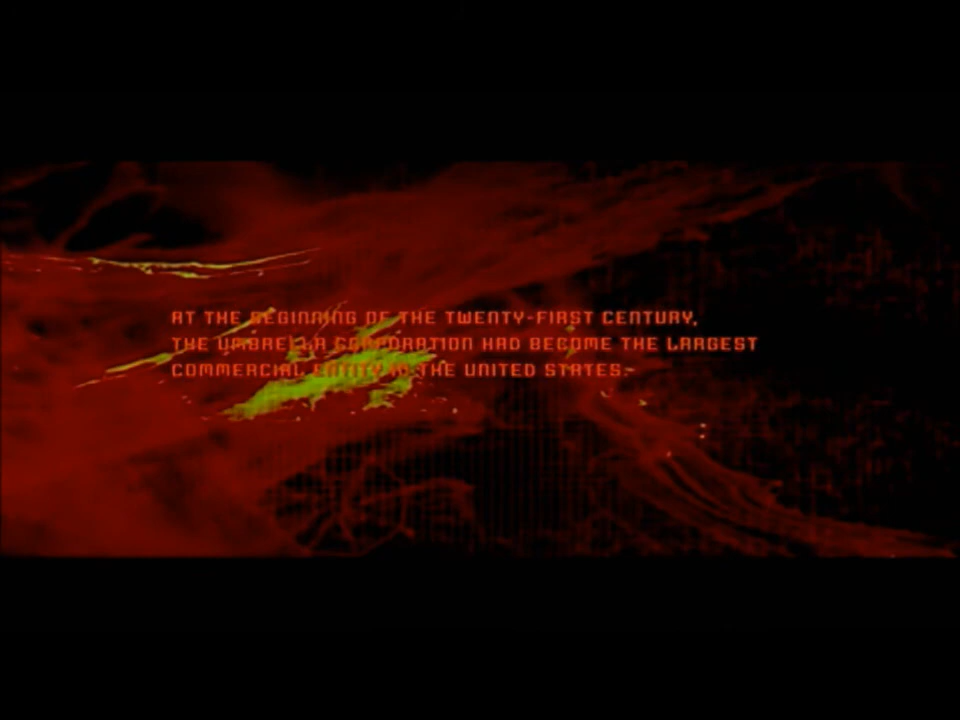 AT THE BEGINNING OF THE TWENTY-FIRST CENTURY,
THE UMBRELLA CORPORATION HAD BECOME THE LARGEST
COMMERCIAL ENTITY IN THE UNITED STATES.